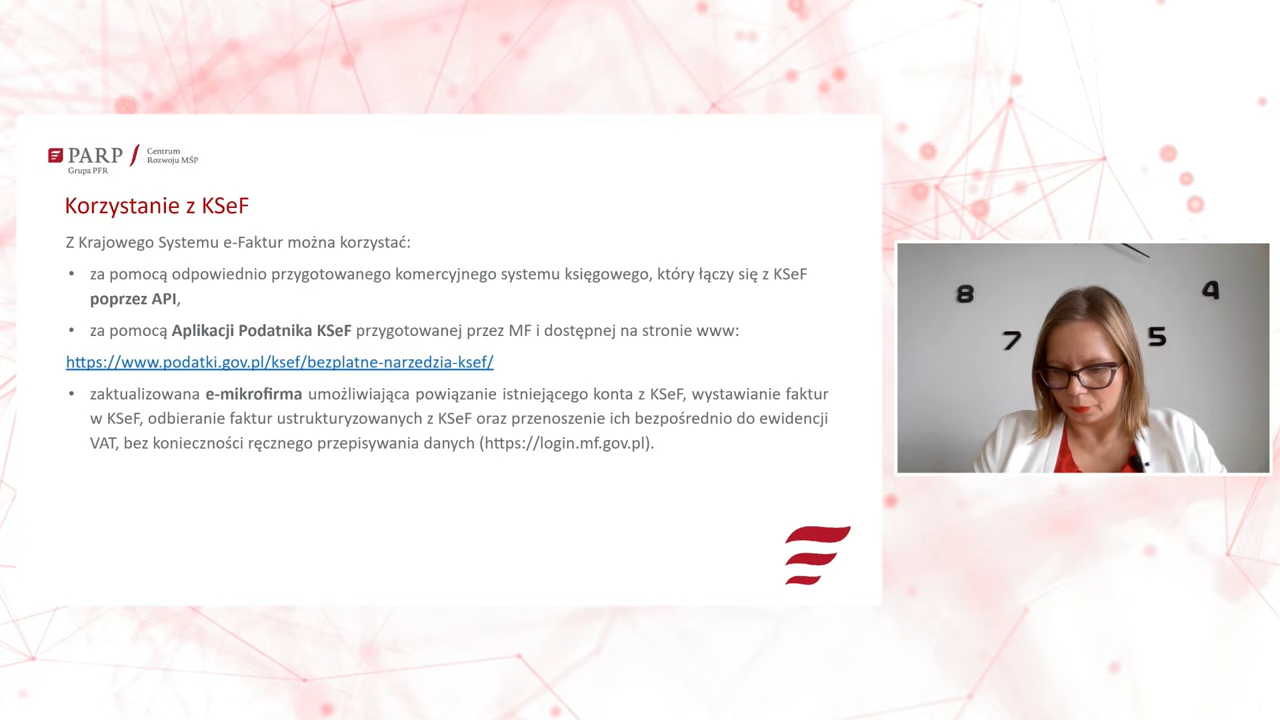 PARP
Grupa PFR
Centrum
Rozwoju MŚP
Korzystanie z KSeF
Z Krajowego Systemu e-Faktur można korzystać:
• za pomocą odpowiednio przygotowanego komercyjnego systemu księgowego, który łączy się z KSeF
poprzez API,
• za pomocą Aplikacji Podatnika KSeF przygotowanej przez MF i dostępnej na stronie www:
https://www.podatki.gov.pl/ksef/bezplatne-narzedzia-ksef/
• zaktualizowana e-mikrofirma umożliwiająca powiązanie istniejącego konta z KSeF, wystawianie faktur
w KSeF, odbieranie faktur ustrukturyzowanych z KSeF oraz przenoszenie ich bezpośrednio do ewidencji
VAT, bez konieczności ręcznego przepisywania danych (https://login.mf.gov.pl).
8
4
7
5